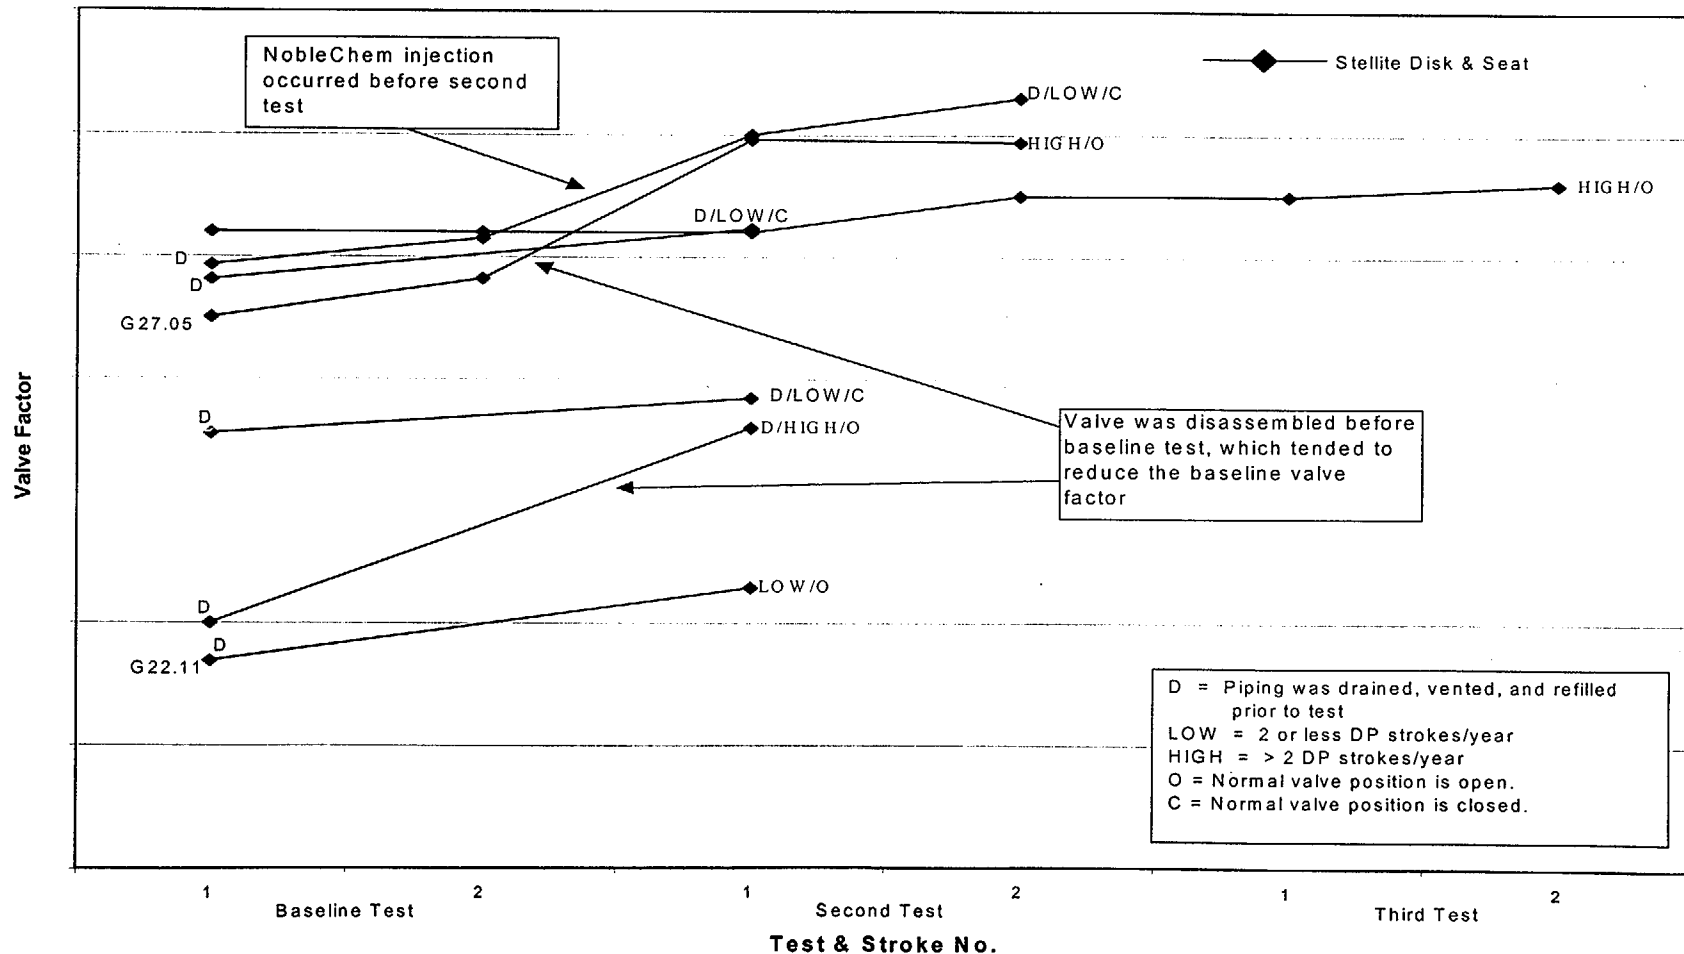 NobleChem injection
occurred before second
test
Stellite Disk & Seat
D/LOW/C
HIGH/O
HIGH/O
D/LOW/C
D
D
G27.05
D
D/LOW/C
D/HIGH/O
Valve was disassembled before
baseline test, which tended to
reduce the baseline valve
factor
Valve Factor
D
LOW/O
D
G22.11
D = Piping was drained, vented, and refilled
prior to test
LOW = 2 or less DP strokes/year
HIGH = > 2 DP strokes/year
O = Normal valve position is open.
C = Normal valve position is closed.
1 2 1 2 1 2
Baseline Test Second Test Third Test
Test & Stroke No.